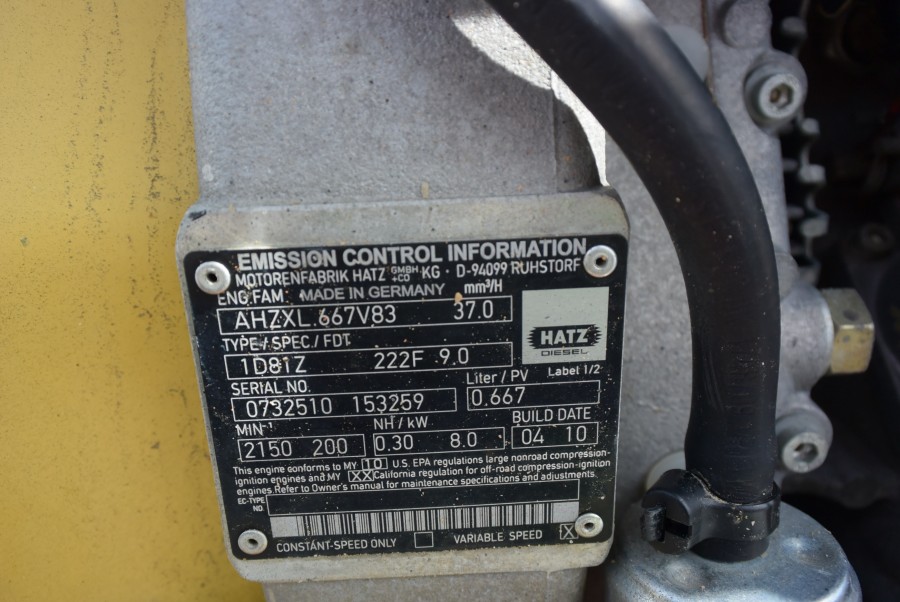 EMISSION CONTROL INFORMATION
MOTORENFABRIK HATZ GMBH +CO KG · D-94099 RUHSTORF
ENG.FAM. MADE IN GERMANY mm³/H
AHZXL.667V83 37.0
TYPE / SPEC. / FDT
1D81Z 222F 9.0
HATZ
DIESEL
Label 1/2
SERIAL NO. Liter / PV
0732510 153259 0.667
MIN⁻¹ NH / kW BUILD DATE
2150 200 0.30 8.0 04 10
This engine conforms to MY 10 U.S. EPA regulations large nonroad compression-
ignition engines and MY XX California regulation for off-road compression-ignition
engines. Refer to Owner's manual for maintenance specifications and adjustments.
EC-TYPE NO.
CONSTANT-SPEED ONLY VARIABLE SPEED X